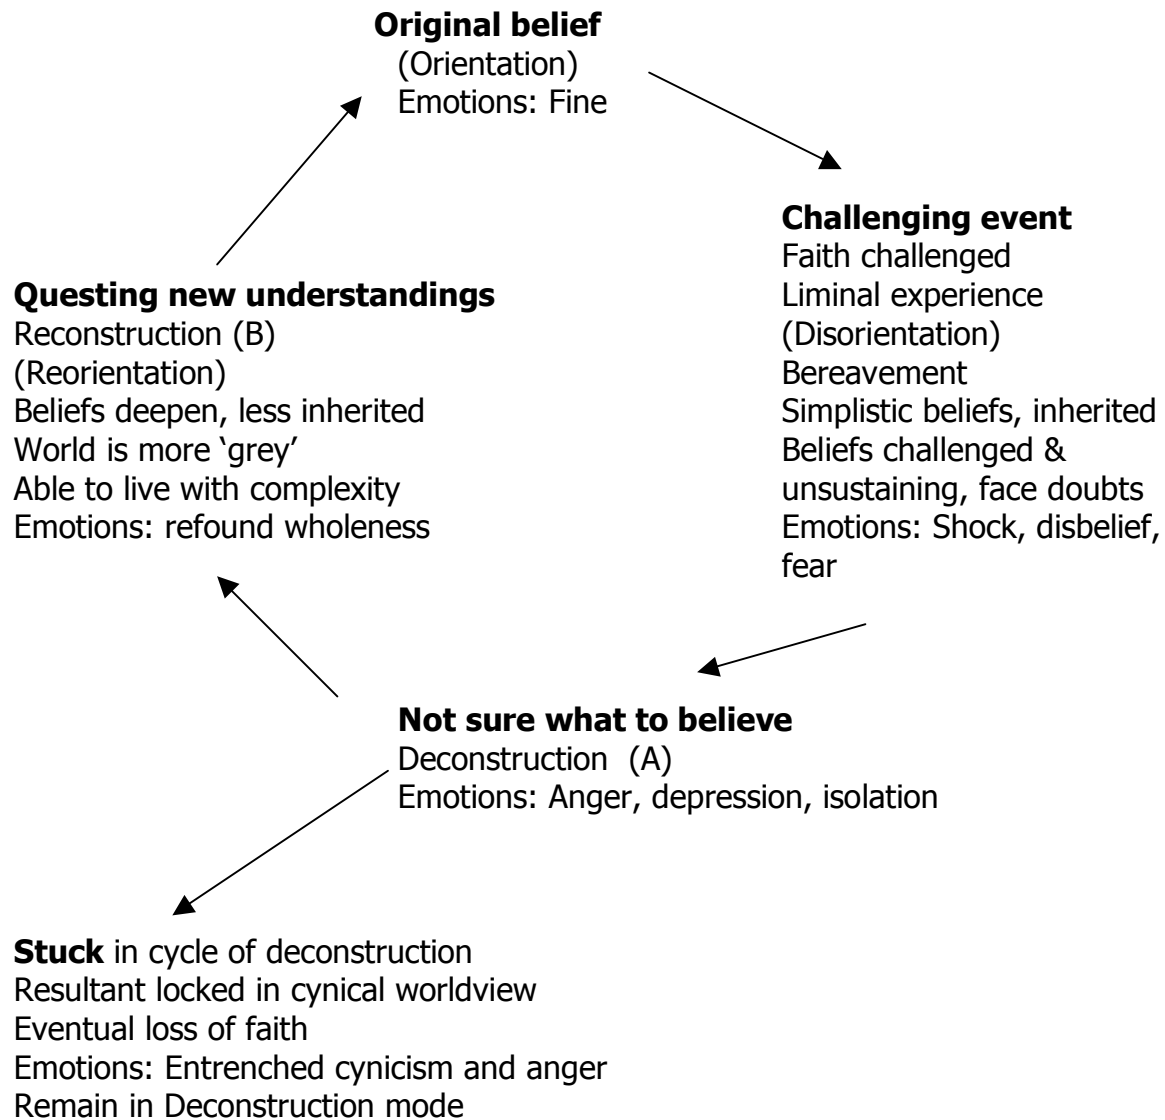 Original belief
(Orientation)
Emotions: Fine
Challenging event
Faith challenged
Liminal experience
(Disorientation)
Bereavement
Simplistic beliefs, inherited
Beliefs challenged &
unsustaining, face doubts
Emotions: Shock, disbelief,
fear
Questing new understandings
Reconstruction (B)
(Reorientation)
Beliefs deepen, less inherited
World is more ‘grey’
Able to live with complexity
Emotions: refound wholeness
Not sure what to believe
Deconstruction  (A)
Emotions: Anger, depression, isolation
Stuck in cycle of deconstruction
Resultant locked in cynical worldview
Eventual loss of faith
Emotions: Entrenched cynicism and anger
Remain in Deconstruction mode